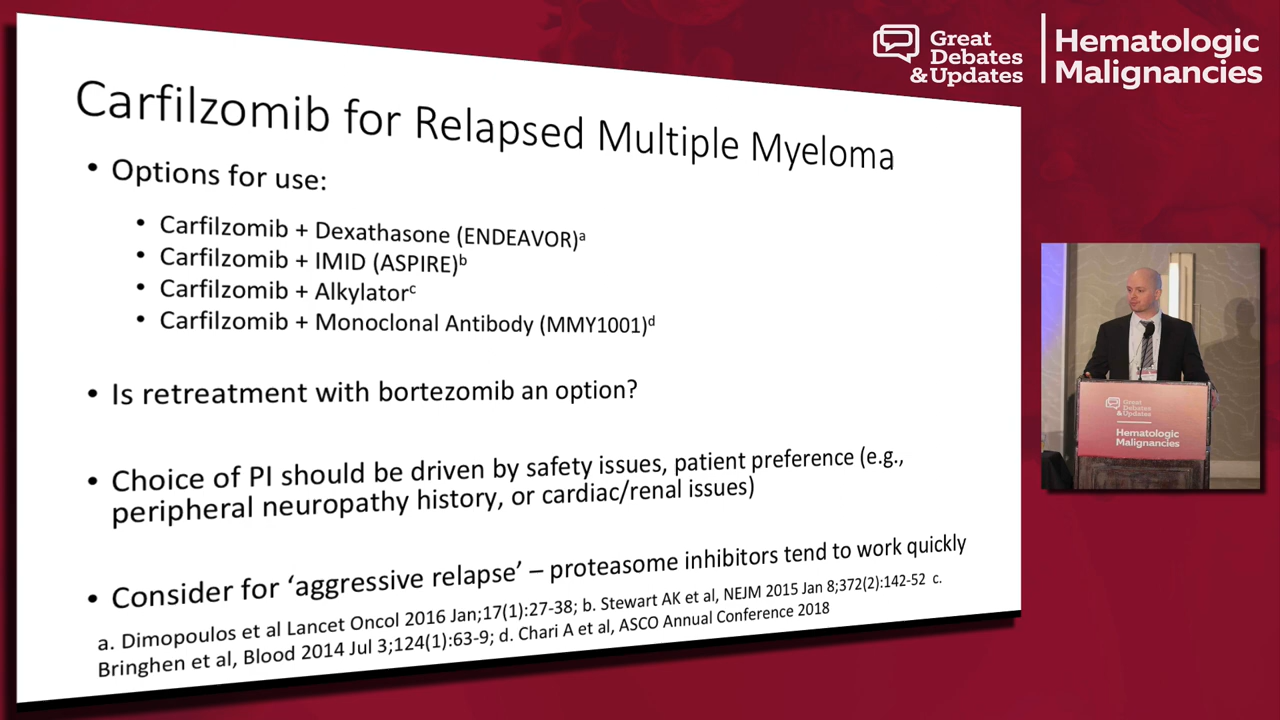 Great
Debates
&Updates
Hematologic
Malignancies
Carfilzomib for Relapsed Multiple Myeloma
• Options for use:
• Carfilzomib + Dexathasone (ENDEAVOR)a
• Carfilzomib + IMID (ASPIRE)b
• Carfilzomib + Alkylatorc
• Carfilzomib + Monoclonal Antibody (MMY1001)d
• Is retreatment with bortezomib an option?
• Choice of PI should be driven by safety issues, patient preference (e.g.,
peripheral neuropathy history, or cardiac/renal issues)
• Consider for ‘aggressive relapse’ – proteasome inhibitors tend to work quickly
a. Dimopoulos et al Lancet Oncol 2016 Jan;17(1):27-38; b. Stewart AK et al, NEJM 2015 Jan 8;372(2):142-52 c.
Bringhen et al, Blood 2014 Jul 3;124(1):63-9; d. Chari A et al, ASCO Annual Conference 2018
Great
Debates
&Updates
Hematologic
Malignancies